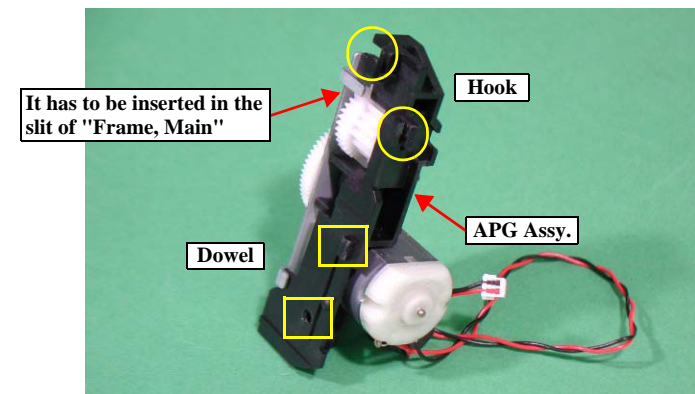 Hook
It has to be inserted in the
slit of "Frame, Main"
APG Assy.
Dowel